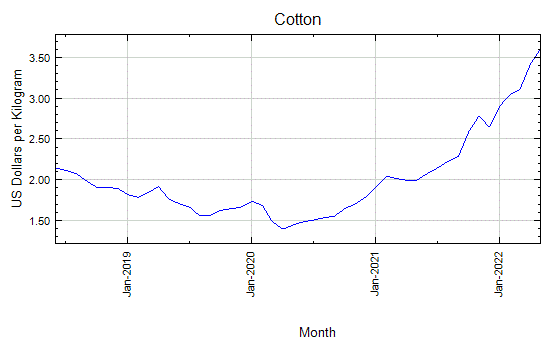 Cotton
US Dollars per Kilogram
3.50
3.00
2.50
2.00
1.50
Jan-2019
Jan-2020
Jan-2021
Jan-2022
Month